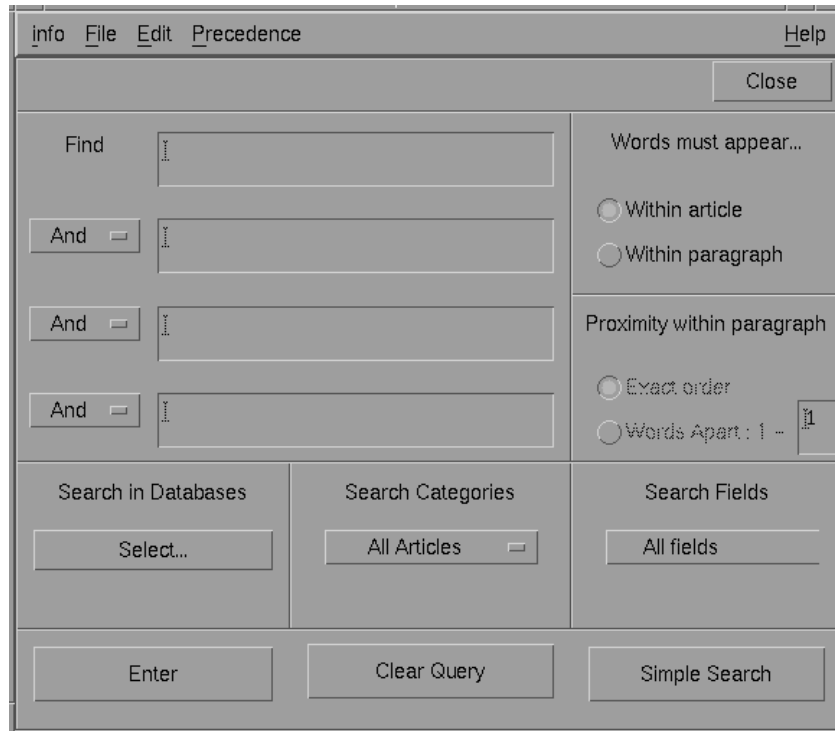 info File Edit Precedence Help
Close
Find
And
And
And
Words must appear...
Within article
Within paragraph
Proximity within paragraph
Exact order
Words Apart : 1 - 1
Search in Databases
Select...
Search Categories
All Articles
Search Fields
All fields
Enter
Clear Query
Simple Search